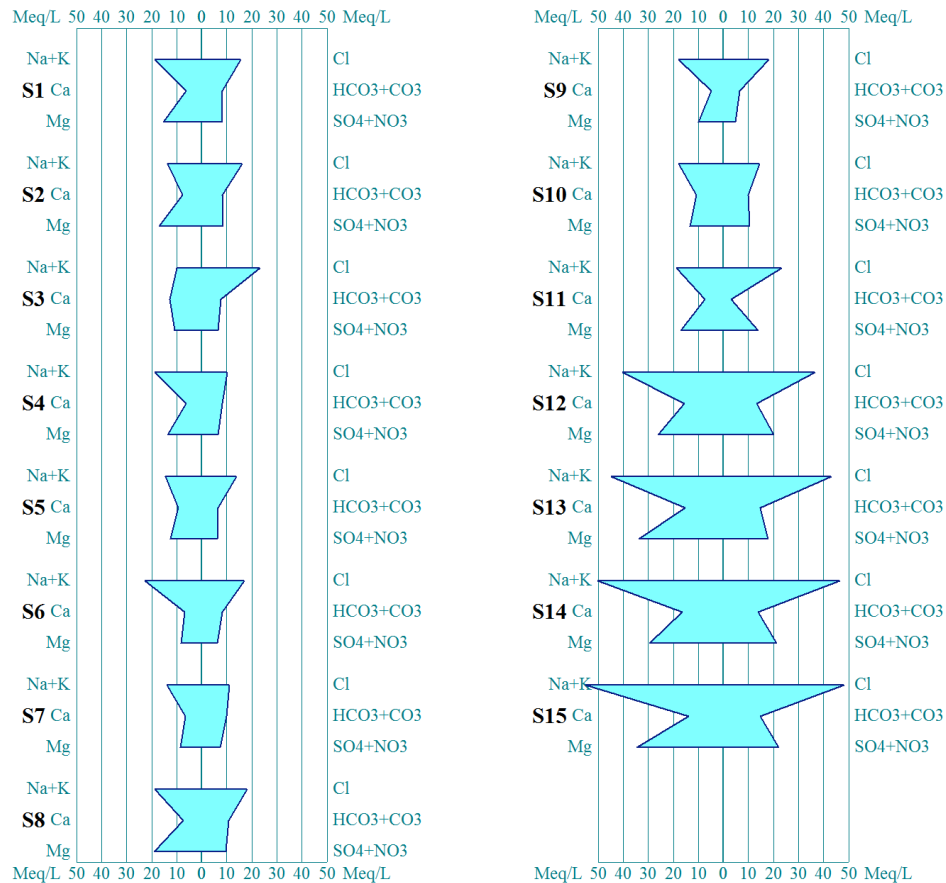 Meq/L 50 40 30 20 10 0 10 20 30 40 50 Meq/L
Na+K Cl
S1 Ca HCO3+CO3
Mg SO4+NO3
Na+K Cl
S2 Ca HCO3+CO3
Mg SO4+NO3
Na+K Cl
S3 Ca HCO3+CO3
Mg SO4+NO3
Na+K Cl
S4 Ca HCO3+CO3
Mg SO4+NO3
Na+K Cl
S5 Ca HCO3+CO3
Mg SO4+NO3
Na+K Cl
S6 Ca HCO3+CO3
Mg SO4+NO3
Na+K Cl
S7 Ca HCO3+CO3
Mg SO4+NO3
Na+K Cl
S8 Ca HCO3+CO3
Mg SO4+NO3
Meq/L 50 40 30 20 10 0 10 20 30 40 50 Meq/L
Meq/L 50 40 30 20 10 0 10 20 30 40 50 Meq/L
Na+K Cl
S9 Ca HCO3+CO3
Mg SO4+NO3
Na+K Cl
S10 Ca HCO3+CO3
Mg SO4+NO3
Na+K Cl
S11 Ca HCO3+CO3
Mg SO4+NO3
Na+K Cl
S12 Ca HCO3+CO3
Mg SO4+NO3
Na+K Cl
S13 Ca HCO3+CO3
Mg SO4+NO3
Na+K Cl
S14 Ca HCO3+CO3
Mg SO4+NO3
Na+K Cl
S15 Ca HCO3+CO3
Mg SO4+NO3
Meq/L 50 40 30 20 10 0 10 20 30 40 50 Meq/L